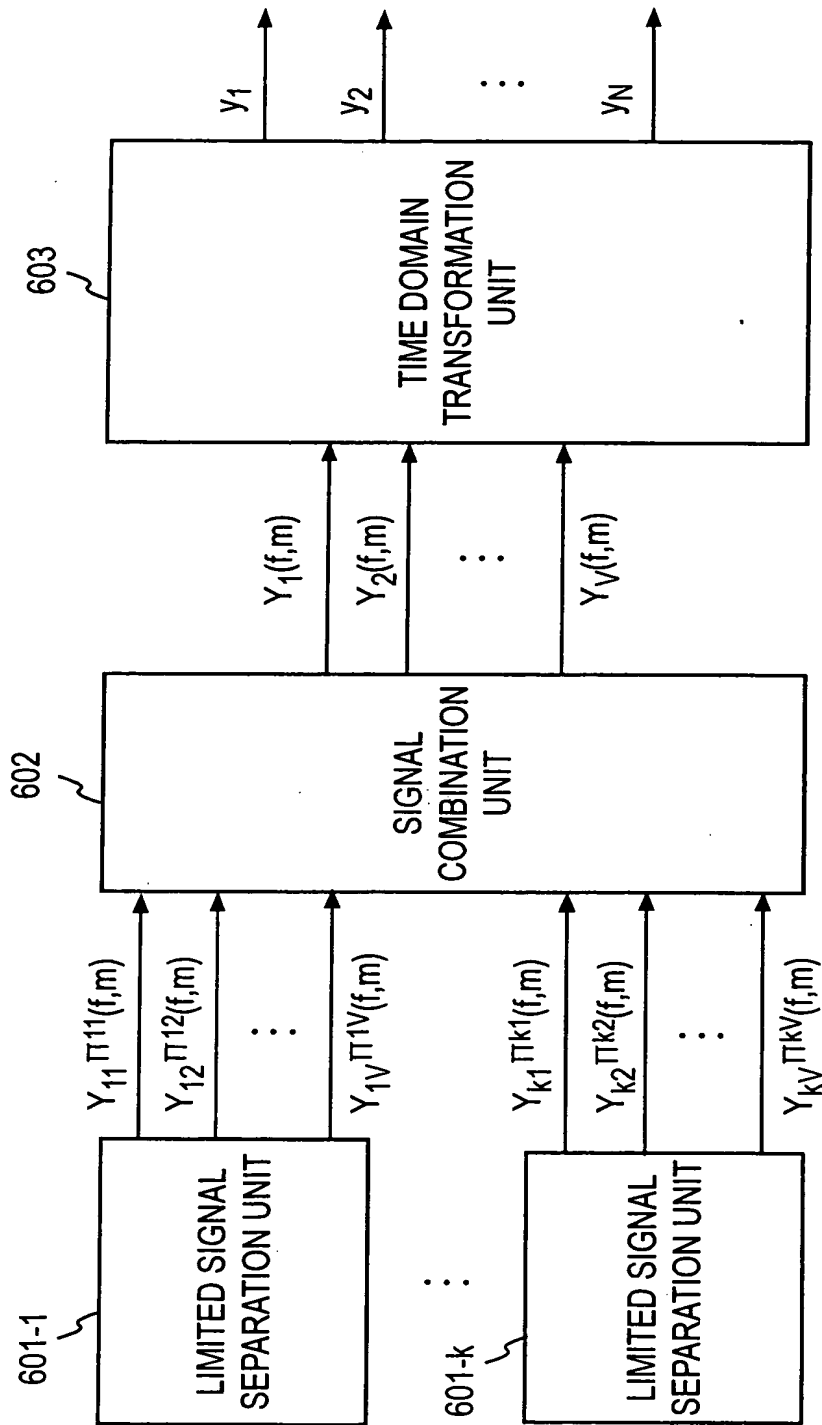 601-1
LIMITED SIGNAL
SEPARATION UNIT
Y11Π11(f,m)
Y12Π12(f,m)
...
Y1VΠ1V(f,m)
...
601-k
LIMITED SIGNAL
SEPARATION UNIT
Yk1Πk1(f,m)
Yk2Πk2(f,m)
...
YkVΠkV(f,m)
602
SIGNAL
COMBINATION
UNIT
Y1(f,m)
Y2(f,m)
...
YV(f,m)
603
TIME DOMAIN
TRANSFORMATION
UNIT
y1
y2
...
yN